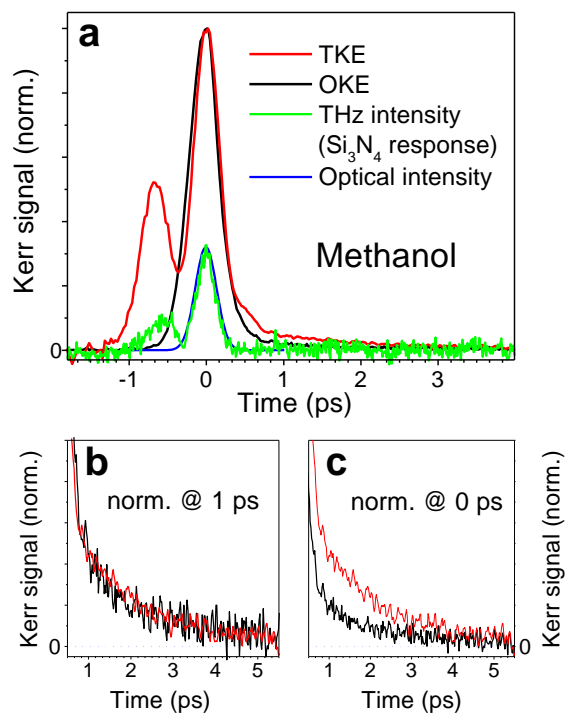 a
TKE
OKE
THz intensity
(Si₃N₄ response)
Optical intensity
Methanol
Kerr signal (norm.)
0
-1 0 1 2 3
Time (ps)
b
norm. @ 1 ps
Kerr signal (norm.)
0
1 2 3 4 5
Time (ps)
c
norm. @ 0 ps
Kerr signal (norm.)
0
1 2 3 4 5
Time (ps)